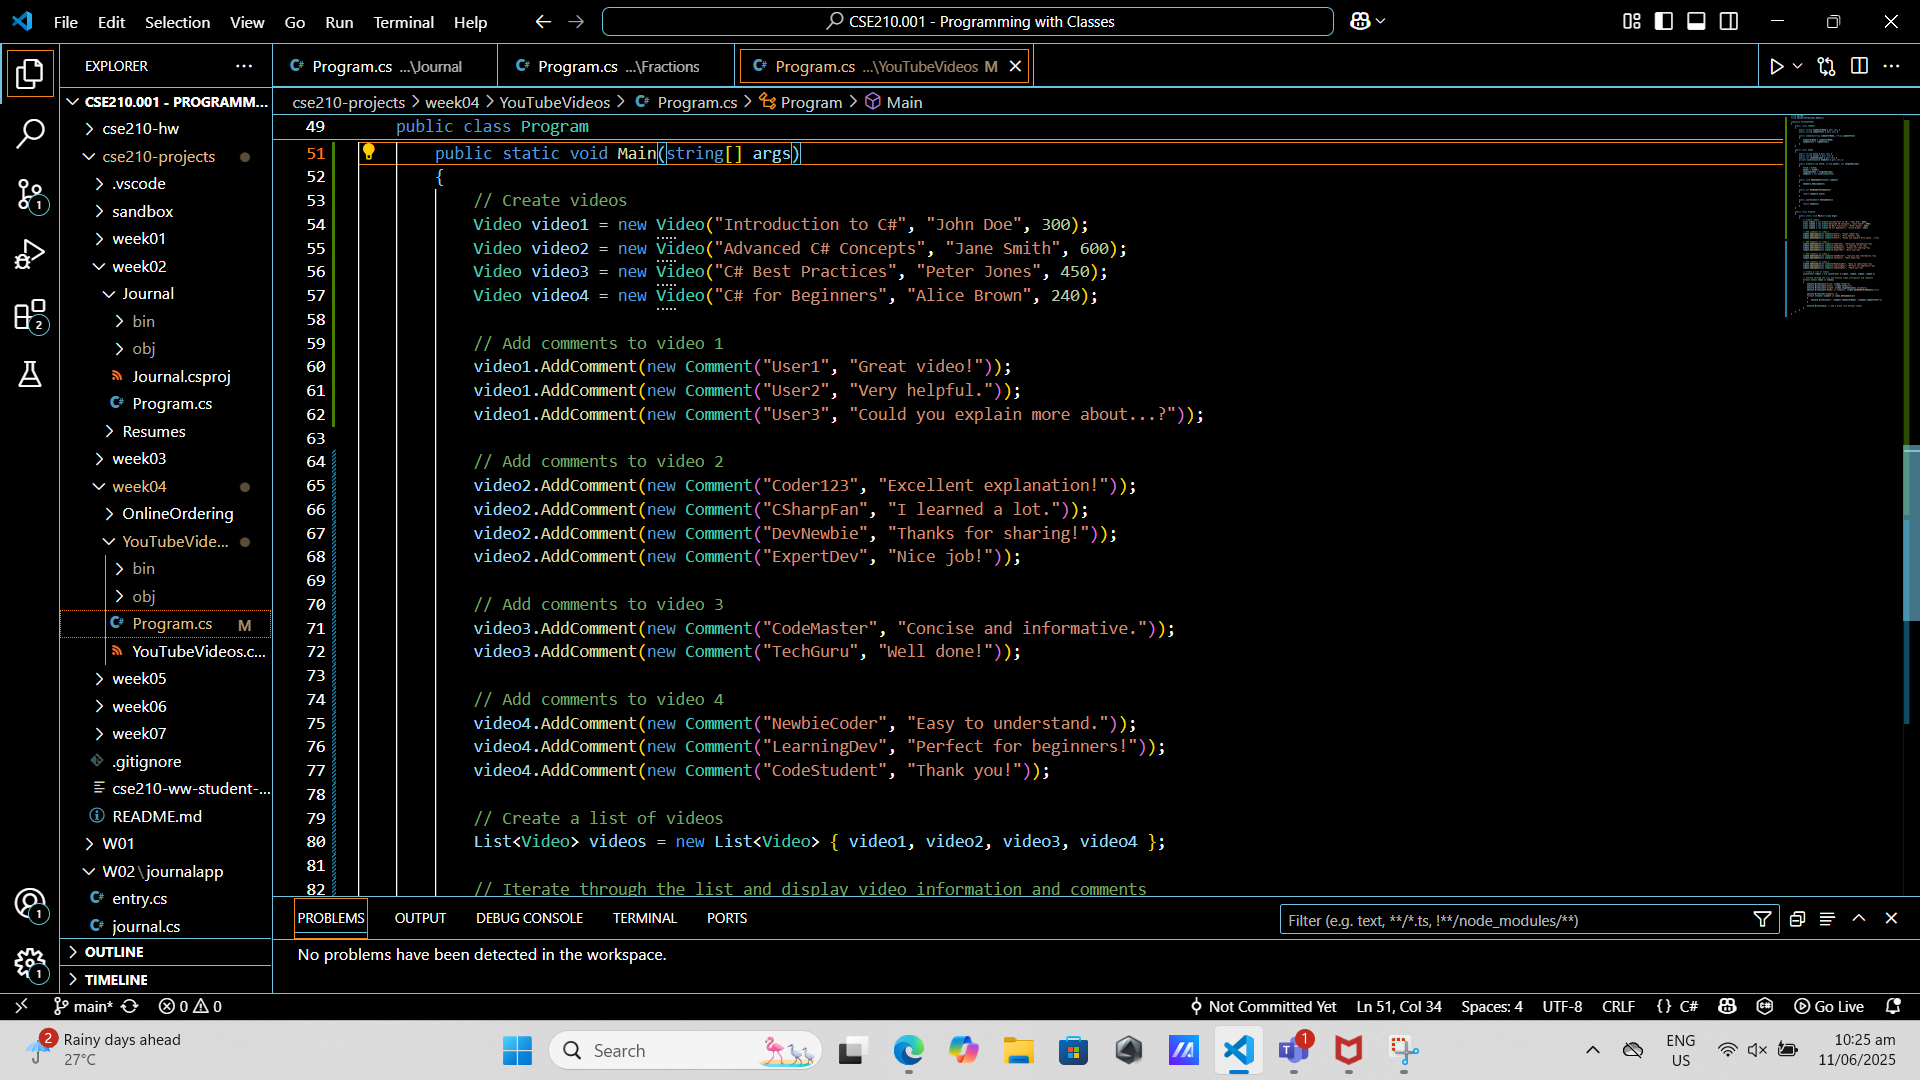 File Edit Selection View Go Run Terminal Help
CSE210.001 - Programming with Classes
EXPLORER
CSE210.001 - PROGRAMM...
cse210-hw
cse210-projects
.vscode
sandbox
week01
week02
Journal
bin
obj
Journal.csproj
Program.cs
Resumes
week03
week04
OnlineOrdering
YouTubeVide...
bin
obj
Program.cs M
YouTubeVideos.c...
week05
week06
week07
.gitignore
cse210-ww-student-...
README.md
W01
W02\journalapp
entry.cs
journal.cs
OUTLINE
TIMELINE
1
2
1
1
Program.cs ...\Journal
Program.cs ...\Fractions
Program.cs ...\YouTubeVideos M
cse210-projects > week04 > YouTubeVideos > Program.cs > Program > Main
49 public class Program
51 public static void Main(string[] args)
52 {
53 // Create videos
54 Video video1 = new Video("Introduction to C#", "John Doe", 300);
55 Video video2 = new Video("Advanced C# Concepts", "Jane Smith", 600);
56 Video video3 = new Video("C# Best Practices", "Peter Jones", 450);
57 Video video4 = new Video("C# for Beginners", "Alice Brown", 240);
58
59 // Add comments to video 1
60 video1.AddComment(new Comment("User1", "Great video!"));
61 video1.AddComment(new Comment("User2", "Very helpful."));
62 video1.AddComment(new Comment("User3", "Could you explain more about...?"));
63
64 // Add comments to video 2
65 video2.AddComment(new Comment("Coder123", "Excellent explanation!"));
66 video2.AddComment(new Comment("CSharpFan", "I learned a lot."));
67 video2.AddComment(new Comment("DevNewbie", "Thanks for sharing!"));
68 video2.AddComment(new Comment("ExpertDev", "Nice job!"));
69
70 // Add comments to video 3
71 video3.AddComment(new Comment("CodeMaster", "Concise and informative."));
72 video3.AddComment(new Comment("TechGuru", "Well done!"));
73
74 // Add comments to video 4
75 video4.AddComment(new Comment("NewbieCoder", "Easy to understand."));
76 video4.AddComment(new Comment("LearningDev", "Perfect for beginners!"));
77 video4.AddComment(new Comment("CodeStudent", "Thank you!"));
78
79 // Create a list of videos
80 List<Video> videos = new List<Video> { video1, video2, video3, video4 };
81
82 // Iterate through the list and display video information and comments
PROBLEMS OUTPUT DEBUG CONSOLE TERMINAL PORTS
Filter (e.g. text, **/*.ts, !**/node_modules/**)
No problems have been detected in the workspace.
main* 0 0
Not Committed Yet Ln 51, Col 34 Spaces: 4 UTF-8 CRLF {} C# Go Live
2
Rainy days ahead
27°C
Search
1
ENG
US
10:25 am
11/06/2025